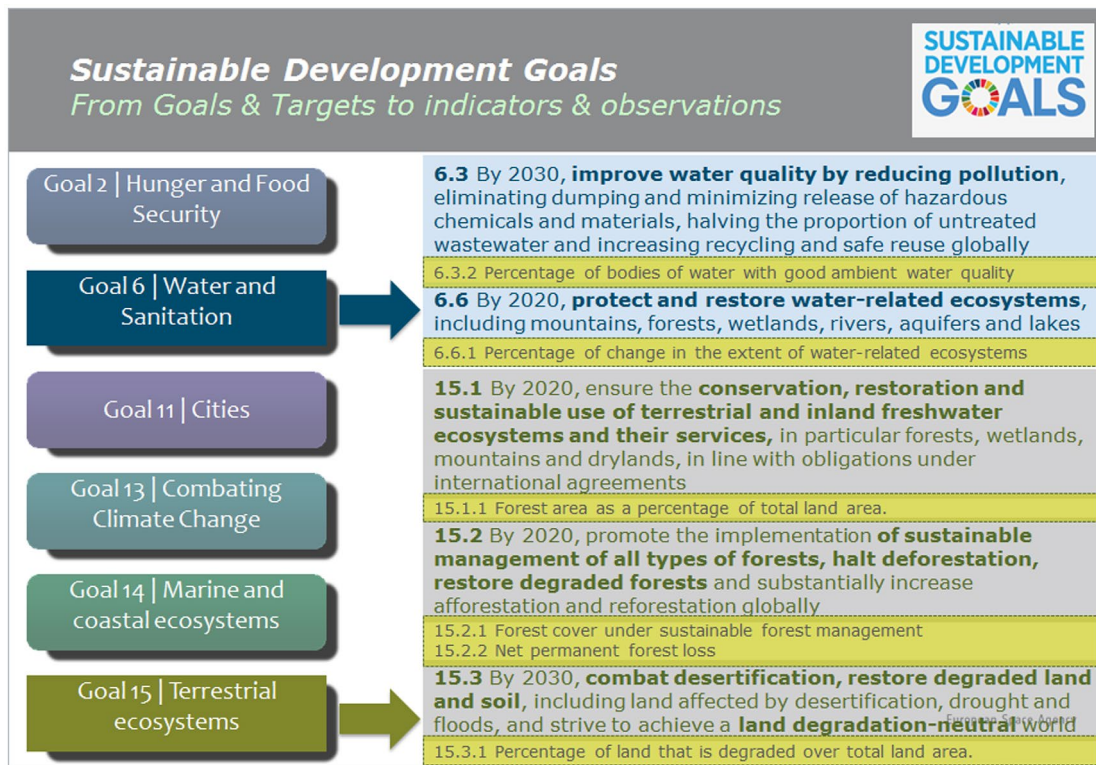 Sustainable Development Goals
From Goals & Targets to indicators & observations
SUSTAINABLE
DEVELOPMENT
GOALS
Goal 2 | Hunger and Food
Security
Goal 6 | Water and
Sanitation
Goal 11 | Cities
Goal 13 | Combating
Climate Change
Goal 14 | Marine and
coastal ecosystems
Goal 15 | Terrestrial
ecosystems
6.3 By 2030, improve water quality by reducing pollution,
eliminating dumping and minimizing release of hazardous
chemicals and materials, halving the proportion of untreated
wastewater and increasing recycling and safe reuse globally
6.3.2 Percentage of bodies of water with good ambient water quality
6.6 By 2020, protect and restore water-related ecosystems,
including mountains, forests, wetlands, rivers, aquifers and lakes
6.6.1 Percentage of change in the extent of water-related ecosystems
15.1 By 2020, ensure the conservation, restoration and
sustainable use of terrestrial and inland freshwater
ecosystems and their services, in particular forests, wetlands,
mountains and drylands, in line with obligations under
international agreements
15.1.1 Forest area as a percentage of total land area.
15.2 By 2020, promote the implementation of sustainable
management of all types of forests, halt deforestation,
restore degraded forests and substantially increase
afforestation and reforestation globally
15.2.1 Forest cover under sustainable forest management
15.2.2 Net permanent forest loss
15.3 By 2030, combat desertification, restore degraded land
and soil, including land affected by desertification, drought and
floods, and strive to achieve a land degradation-neutral world
European Space Agency
15.3.1 Percentage of land that is degraded over total land area.